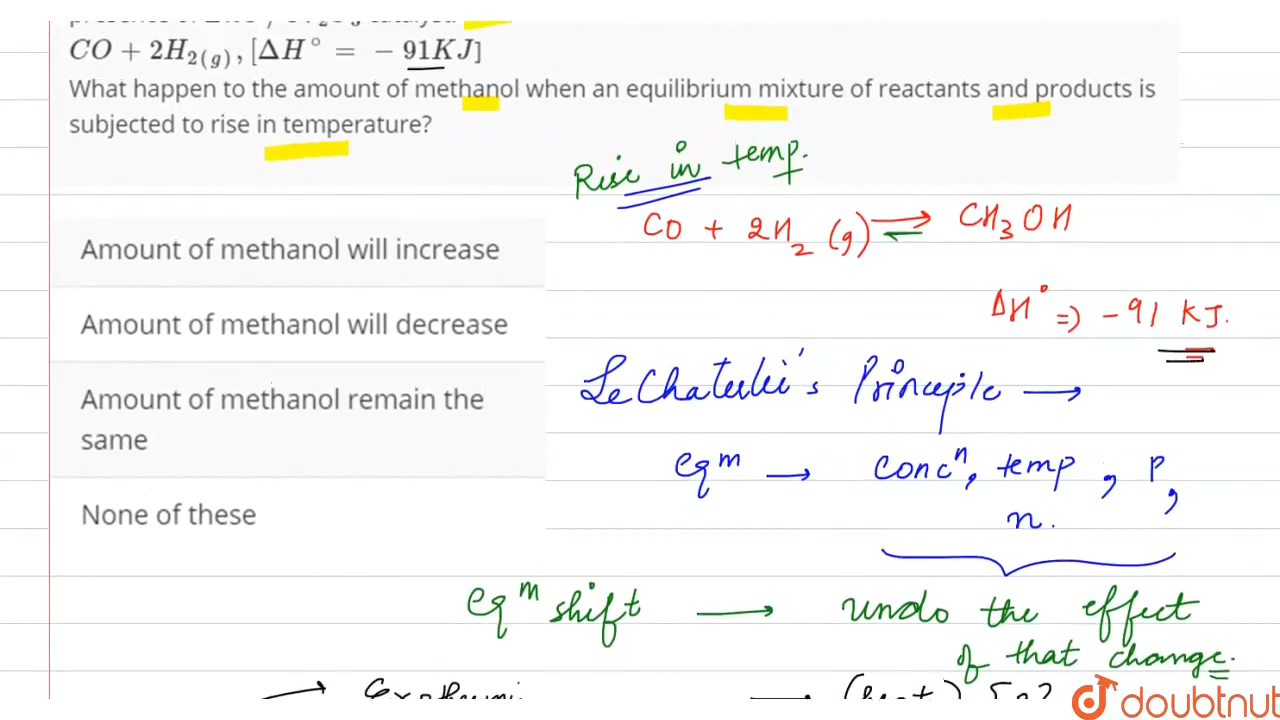 CO + 2H₂(g), [ΔH° = − 91KJ]
What happen to the amount of methanol when an equilibrium mixture of reactants and products is
subjected to rise in temperature?
Rise in temp.
CO + 2H₂ (g) ⇌ CH₃OH
ΔH° => −91 KJ.
Amount of methanol will increase
Amount of methanol will decrease
Amount of methanol remain the
same
None of these
Principle →
eqᵐ → concⁿ, temp, P,
n.
eqᵐ shift → undo the effect
of that change.
doubtnut